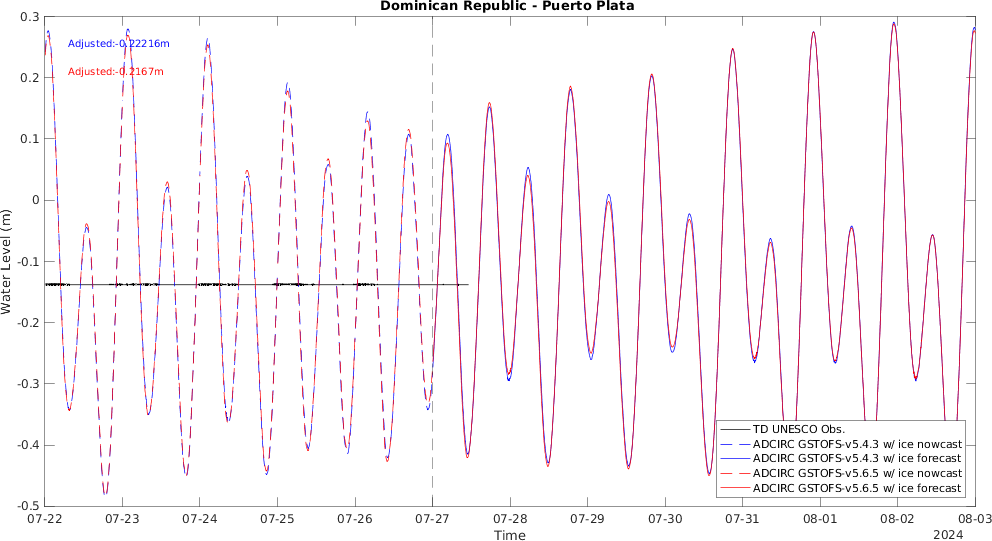 Dominican Republic - Puerto Plata
Adjusted:-0.22216m
Adjusted:-0.2167m
Water Level (m)
0.3
0.2
0.1
0
-0.1
-0.2
-0.3
-0.4
-0.5
TD UNESCO Obs.
ADCIRC GSTOFS-v5.4.3 w/ ice nowcast
ADCIRC GSTOFS-v5.4.3 w/ ice forecast
ADCIRC GSTOFS-v5.6.5 w/ ice nowcast
ADCIRC GSTOFS-v5.6.5 w/ ice forecast
07-22 07-23 07-24 07-25 07-26 07-27 07-28 07-29 07-30 07-31 08-01 08-02 08-03
Time
2024